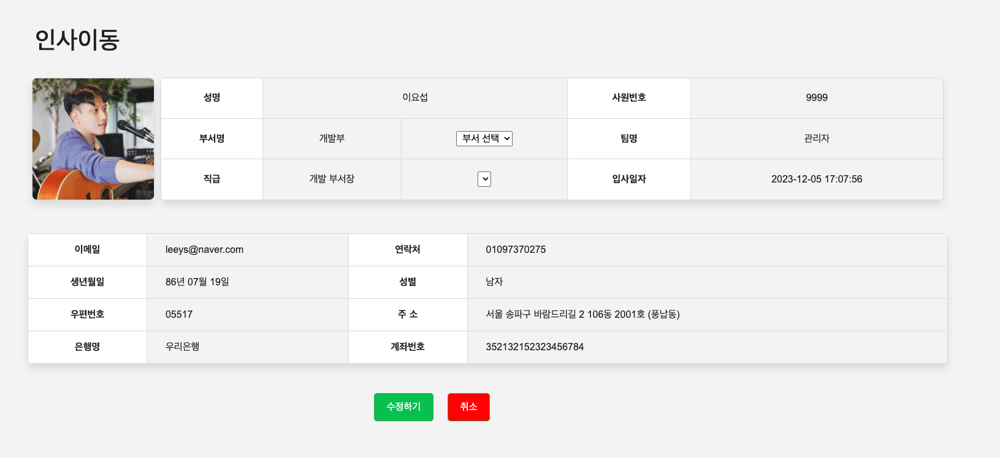 인사이동
성명 이요섭 사원번호 9999
부서명 개발부 부서 선택 팀명 관리자
직급 개발 부서장 입사일자 2023-12-05 17:07:56
이메일 leeys@naver.com 연락처 01097370275
생년월일 86년 07월 19일 성별 남자
우편번호 05517 주 소 서울 송파구 바람드리길 2 106동 2001호 (풍납동)
은행명 우리은행 계좌번호 352132152323456784
수정하기 취소